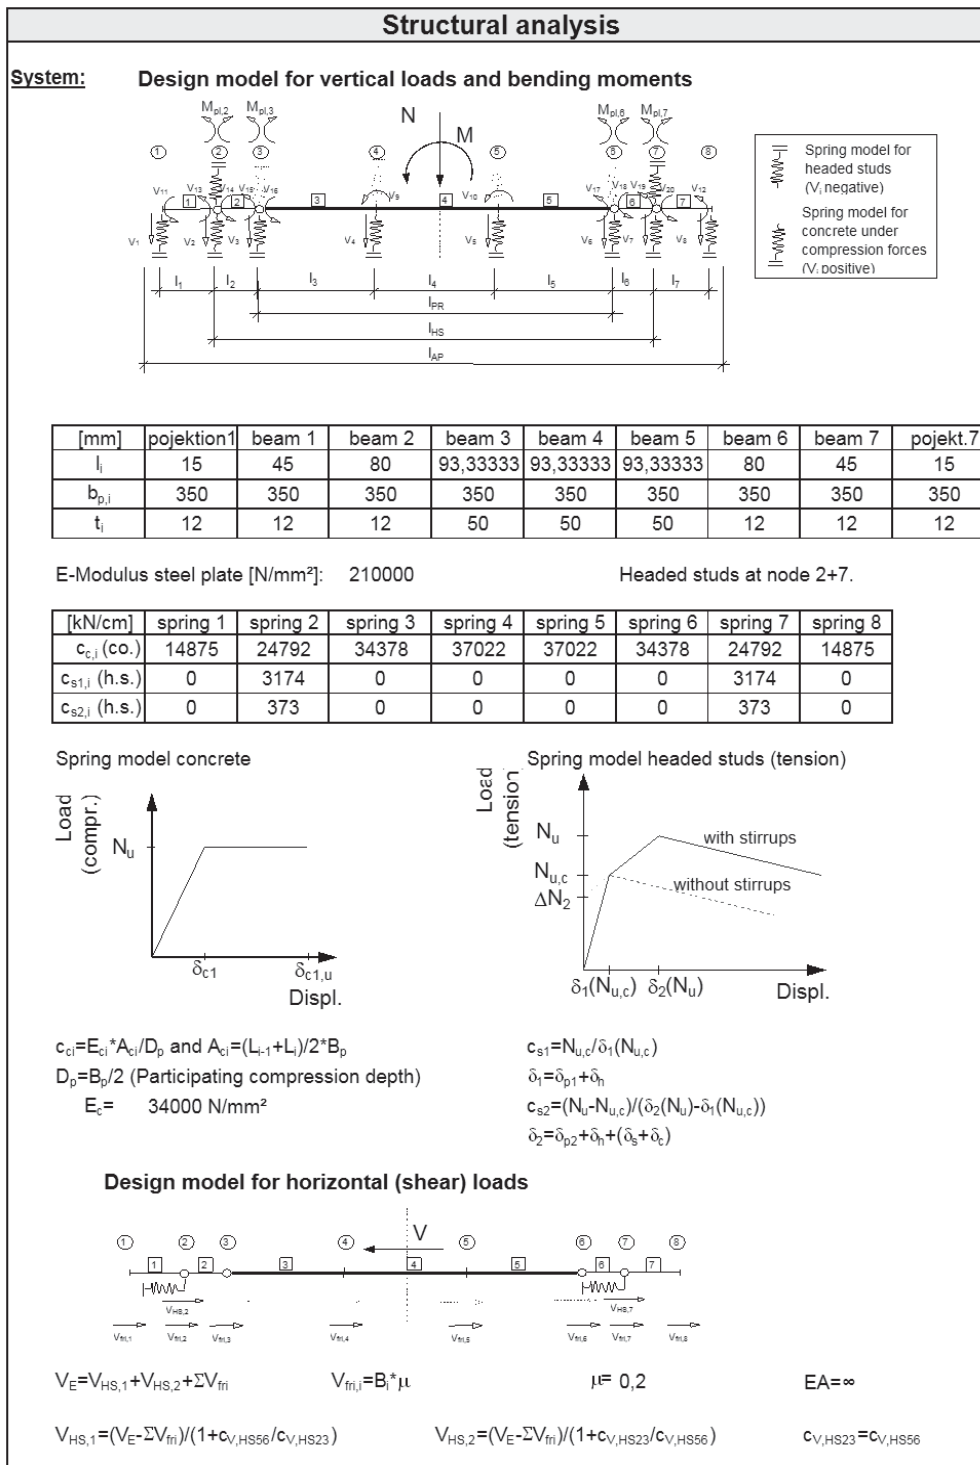 Structural analysis
System: Design model for vertical loads and bending moments
Mpl,2 Mpl,3 N M Mpl,6 Mpl,7
1 2 3 4 5 6 7 8
V11 V13 V14 V15 V16 V9 V10 V17 V18 V19 V20 V12
1 2 3 4 5 6 7
V1 V2 V3 V4 V5 V6 V7 V8
l1 l2 l3 l4 l5 l6 l7
lPR
lHS
lAP
Spring model for
headed studs
(Vi negative)
Spring model for
concrete under
compression forces
(Vi positive)
[mm] pojektion1 beam 1 beam 2 beam 3 beam 4 beam 5 beam 6 beam 7 pojekt.7
li 15 45 80 93,33333 93,33333 93,33333 80 45 15
bp,i 350 350 350 350 350 350 350 350 350
ti 12 12 12 50 50 50 12 12 12
E-Modulus steel plate [N/mm²]: 210000 Headed studs at node 2+7.
[kN/cm] spring 1 spring 2 spring 3 spring 4 spring 5 spring 6 spring 7 spring 8
cc,i (co.) 14875 24792 34378 37022 37022 34378 24792 14875
cs1,i (h.s.) 0 3174 0 0 0 0 3174 0
cs2,i (h.s.) 0 373 0 0 0 0 373 0
Spring model concrete
Load
(compr.)
Nu
δc1 δc1,u
Displ.
Spring model headed studs (tension)
Load
(tension)
Nu
with stirrups
Nu,c
without stirrups
ΔN2
δ1(Nu,c) δ2(Nu) Displ.
cci=Eci*Aci/Dp and Aci=(Li-1+Li)/2*Bp
Dp=Bp/2 (Participating compression depth)
Ec= 34000 N/mm²
cs1=Nu,c/δ1(Nu,c)
δ1=δp1+δh
cs2=(Nu-Nu,c)/(δ2(Nu)-δ1(Nu,c))
δ2=δp2+δh+(δs+δc)
Design model for horizontal (shear) loads
V
1 2 3 4 5 6 7 8
1 2 3 4 5 6 7
VHS,2 VHS,7
Vfri,1 Vfri,2 Vfri,3 Vfri,4 Vfri,5 Vfri,6 Vfri,7 Vfri,8
VE=VHS,1+VHS,2+ΣVfri Vfri,i=Bi*μ μ= 0,2 EA=∞
VHS,1=(VE-ΣVfri)/(1+cV,HS56/cV,HS23) VHS,2=(VE-ΣVfri)/(1+cV,HS23/cV,HS56) cV,HS23=cV,HS56